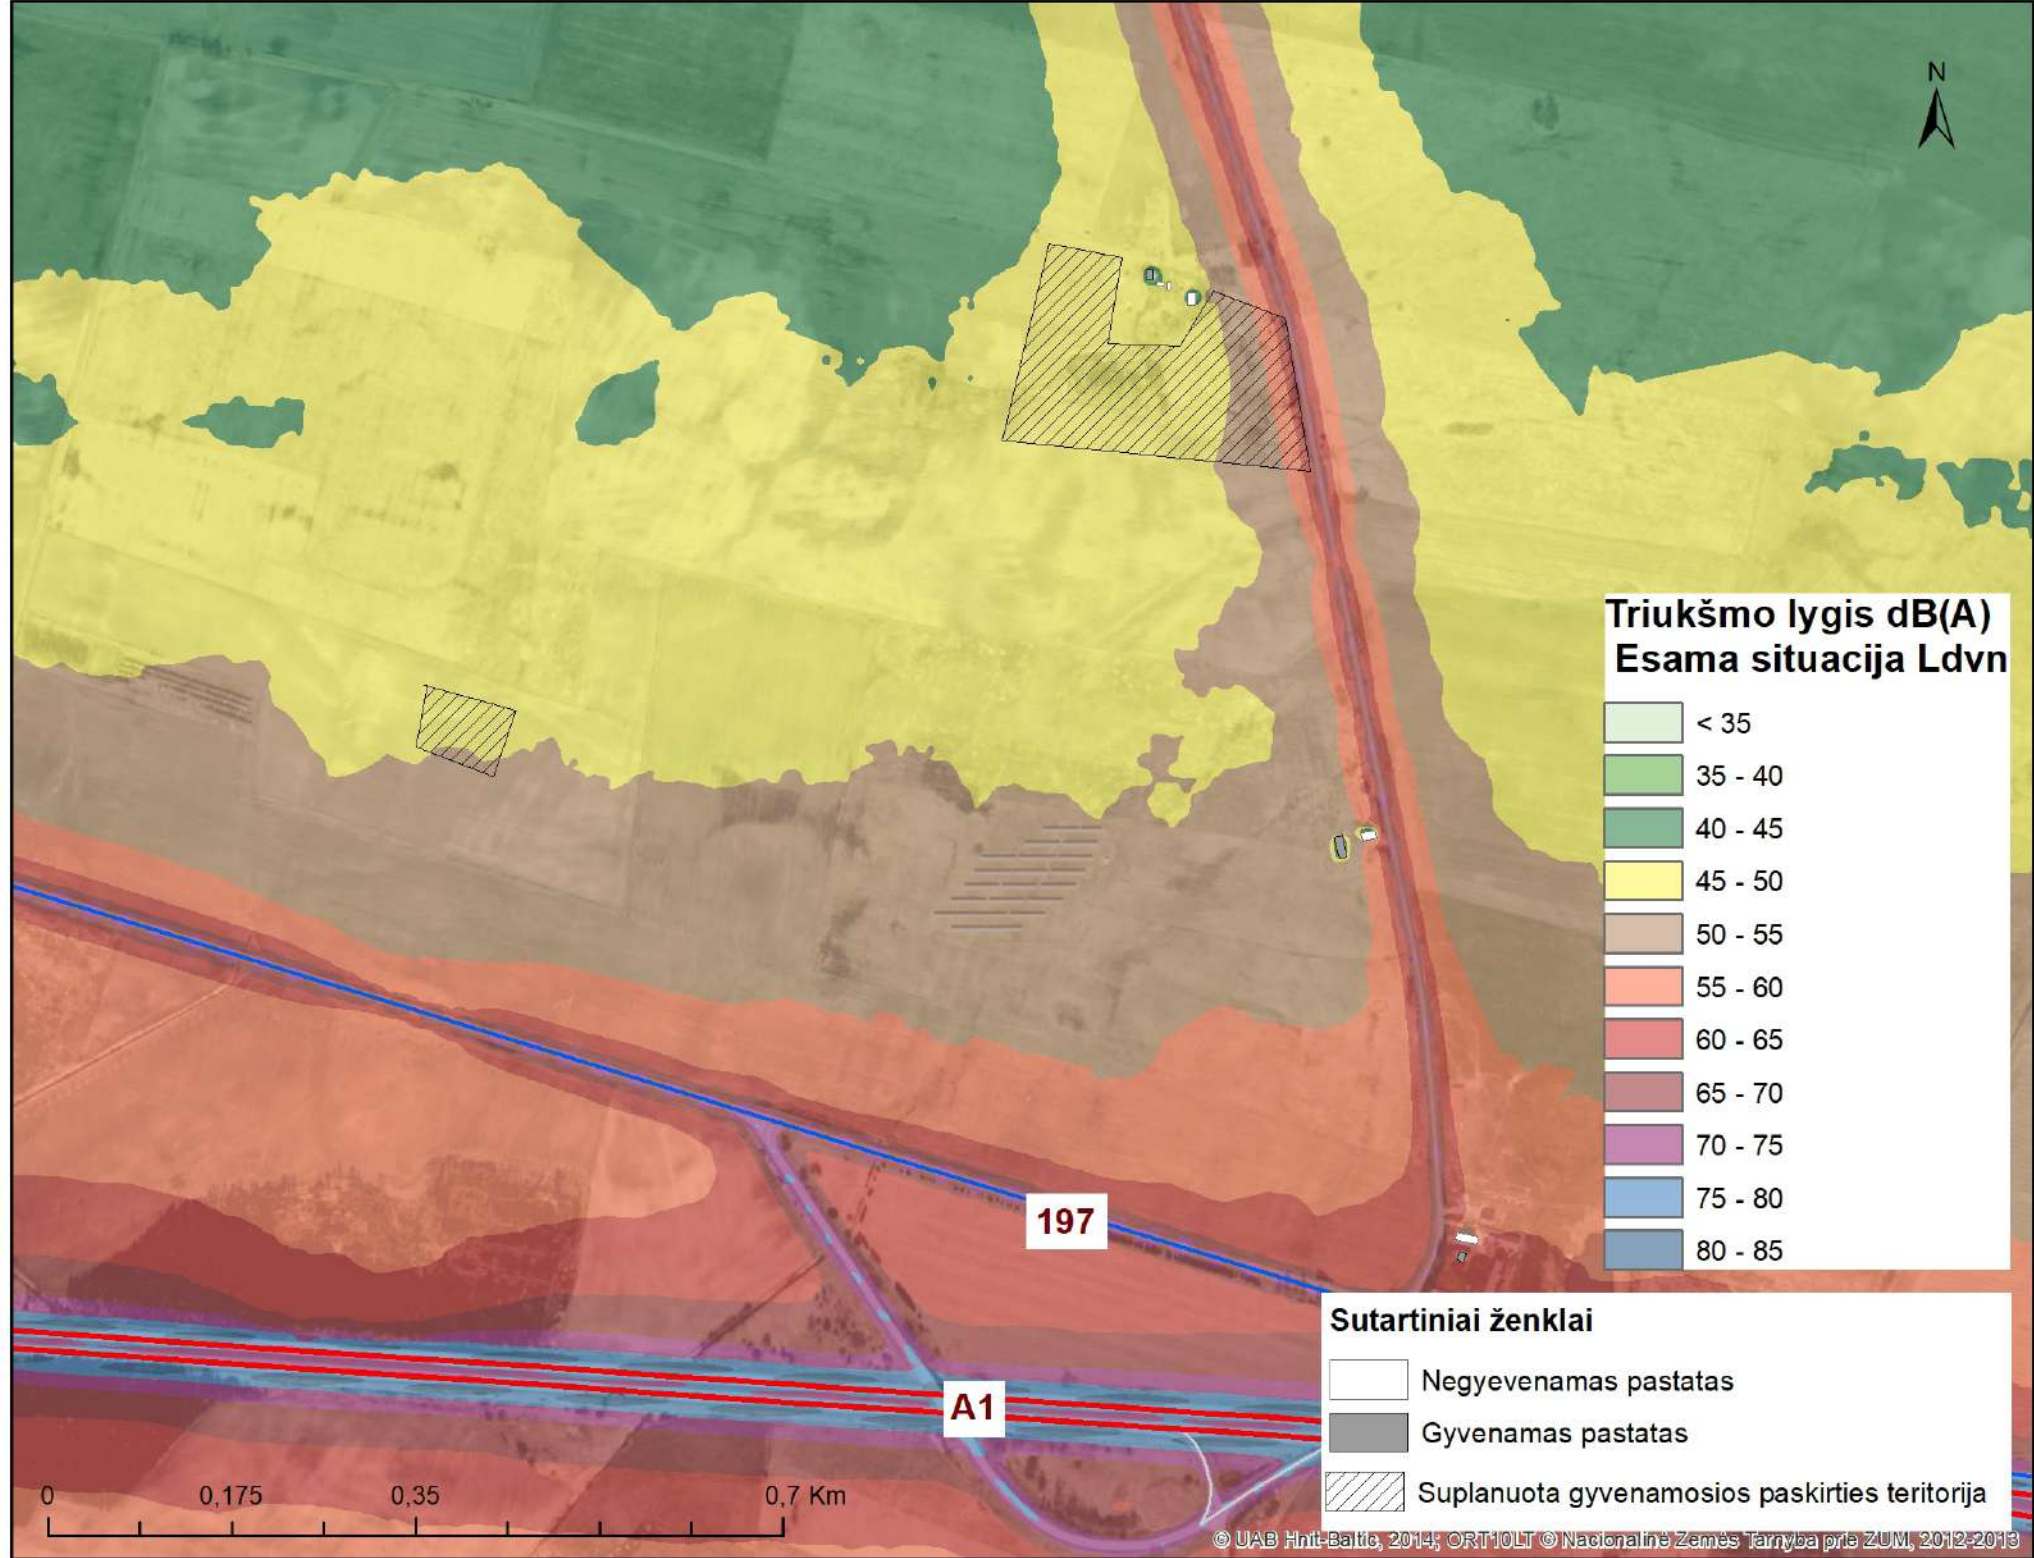 N
Triukšmo lygis dB(A)
Esama situacija Ldvn
< 35
35 - 40
40 - 45
45 - 50
50 - 55
55 - 60
60 - 65
65 - 70
70 - 75
75 - 80
80 - 85
197
A1
Sutartiniai ženklai
Negyevenamas pastatas
Gyvenamas pastatas
Suplanuota gyvenamosios paskirties teritorija
0 0,175 0,35 0,7 Km
© UAB Hnit-Baltic, 2014; ORT10LT © Nacionalinė Žemės Tarnyba prie ŽŪM, 2012-2013